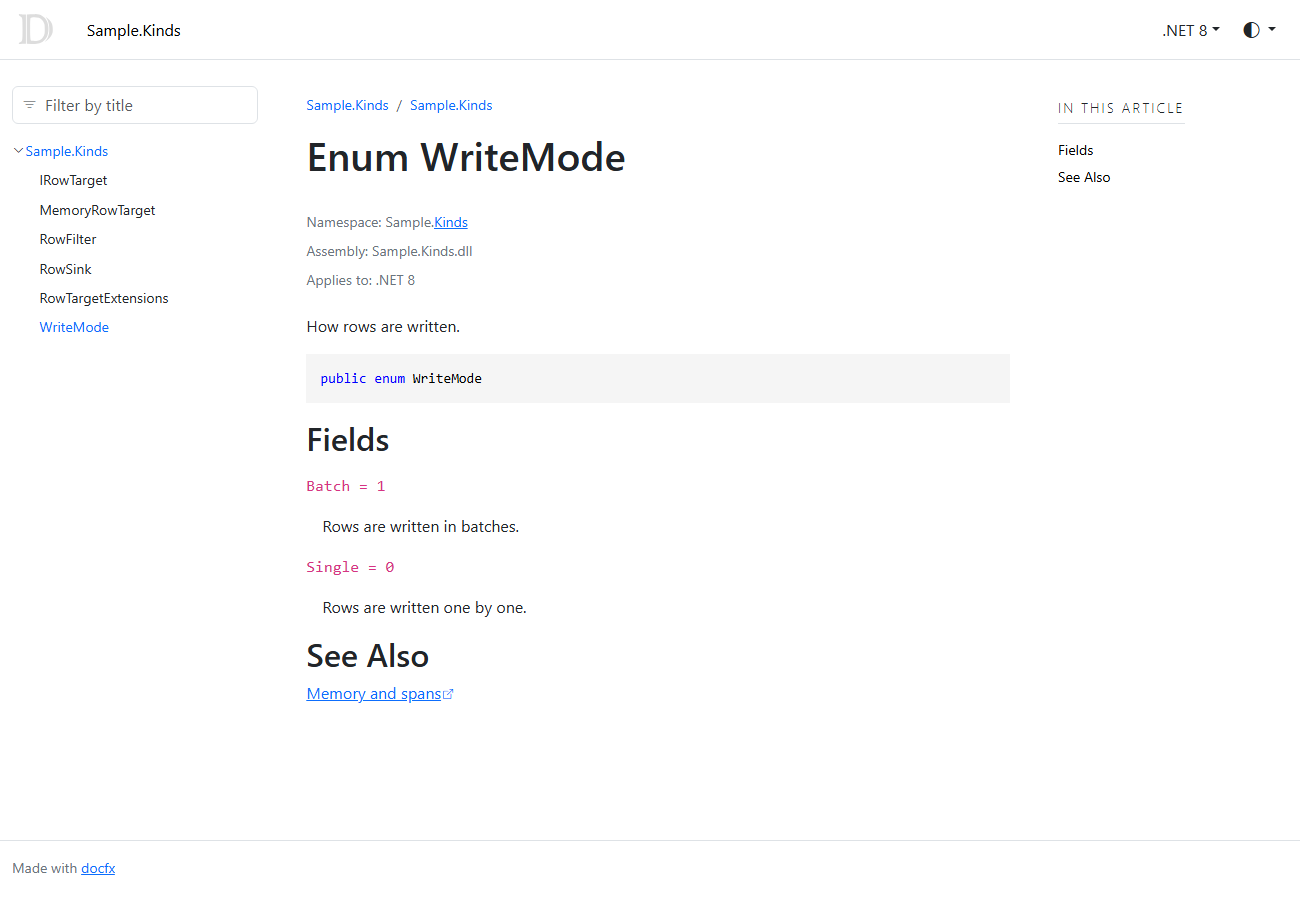 Sample.Kinds
.NET 8
Filter by title
Sample.Kinds
IRowTarget
MemoryRowTarget
RowFilter
RowSink
RowTargetExtensions
WriteMode
Sample.Kinds / Sample.Kinds
Enum WriteMode
Namespace: Sample.Kinds
Assembly: Sample.Kinds.dll
Applies to: .NET 8
How rows are written.
public enum WriteMode
Fields
Batch = 1
Rows are written in batches.
Single = 0
Rows are written one by one.
See Also
Memory and spans
IN THIS ARTICLE
Fields
See Also
Made with docfx